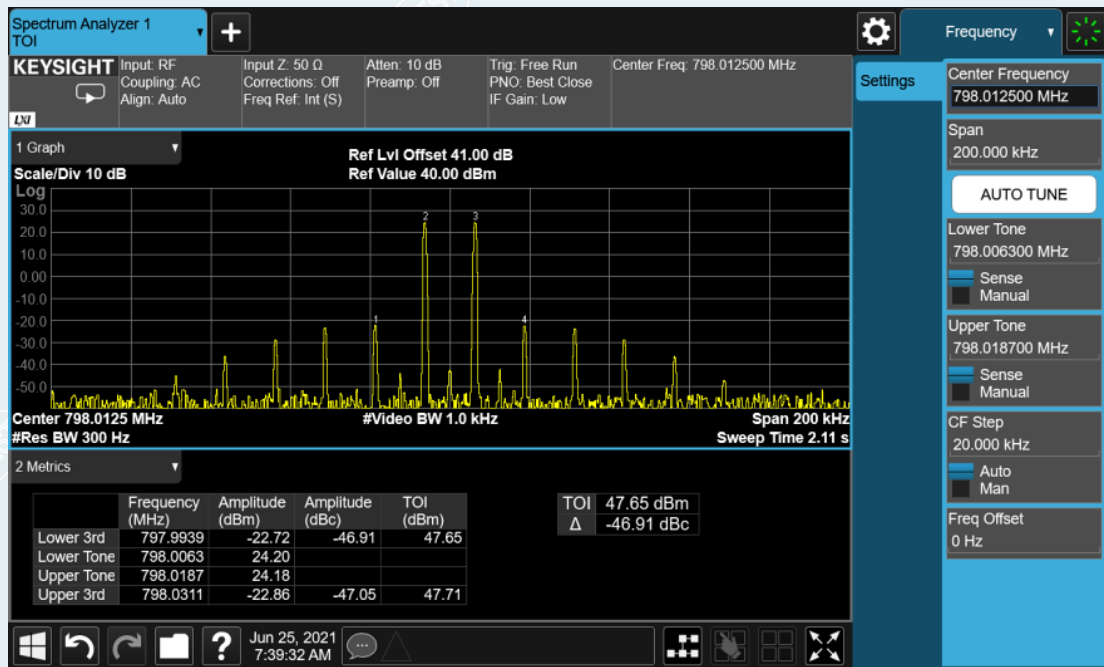 Spectrum Analyzer 1
TOI
Frequency
KEYSIGHT
LXI
Input: RF
Coupling: AC
Align: Auto
Input Z: 50 Ω
Corrections: Off
Freq Ref: Int (S)
Atten: 10 dB
Preamp: Off
Trig: Free Run
PNO: Best Close
IF Gain: Low
Center Freq: 798.012500 MHz
1 Graph
Scale/Div 10 dB
Ref Lvl Offset 41.00 dB
Ref Value 40.00 dBm
Log
30.0
20.0
10.0
0.00
-10.0
-20.0
-30.0
-40.0
-50.0
1
2
3
4
Center 798.0125 MHz
#Video BW 1.0 kHz
Span 200 kHz
#Res BW 300 Hz
Sweep Time 2.11 s
2 Metrics
Frequency (MHz) Amplitude (dBm) Amplitude (dBc) TOI (dBm)
Lower 3rd 797.9939 -22.72 -46.91 47.65
Lower Tone 798.0063 24.20
Upper Tone 798.0187 24.18
Upper 3rd 798.0311 -22.86 -47.05 47.71
TOI 47.65 dBm
Δ -46.91 dBc
Settings
Center Frequency
798.012500 MHz
Span
200.000 kHz
AUTO TUNE
Lower Tone
798.006300 MHz
Sense
Manual
Upper Tone
798.018700 MHz
Sense
Manual
CF Step
20.000 kHz
Auto
Man
Freq Offset
0 Hz
?
Jun 25, 2021
7:39:32 AM